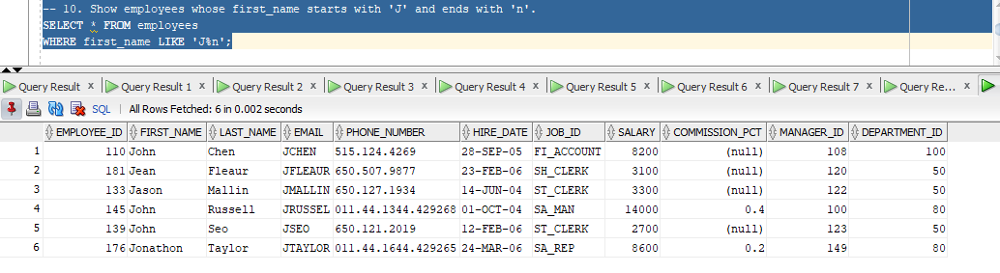 -- 10. Show employees whose first_name starts with 'J' and ends with 'n'.
SELECT * FROM employees
WHERE first_name LIKE 'J%n';
Query Result x Query Result 1 x Query Result 2 x Query Result 3 x Query Result 4 x Query Result 5 x Query Result 6 x Query Result 7 x Query Re... x
SQL | All Rows Fetched: 6 in 0.002 seconds
EMPLOYEE_ID FIRST_NAME LAST_NAME EMAIL PHONE_NUMBER HIRE_DATE JOB_ID SALARY COMMISSION_PCT MANAGER_ID DEPARTMENT_ID
1 110 John Chen JCHEN 515.124.4269 28-SEP-05 FI_ACCOUNT 8200 (null) 108 100
2 181 Jean Fleaur JFLEAUR 650.507.9877 23-FEB-06 SH_CLERK 3100 (null) 120 50
3 133 Jason Mallin JMALLIN 650.127.1934 14-JUN-04 ST_CLERK 3300 (null) 122 50
4 145 John Russell JRUSSEL 011.44.1344.429268 01-OCT-04 SA_MAN 14000 0.4 100 80
5 139 John Seo JSEO 650.121.2019 12-FEB-06 ST_CLERK 2700 (null) 123 50
6 176 Jonathon Taylor JTAYLOR 011.44.1644.429265 24-MAR-06 SA_REP 8600 0.2 149 80